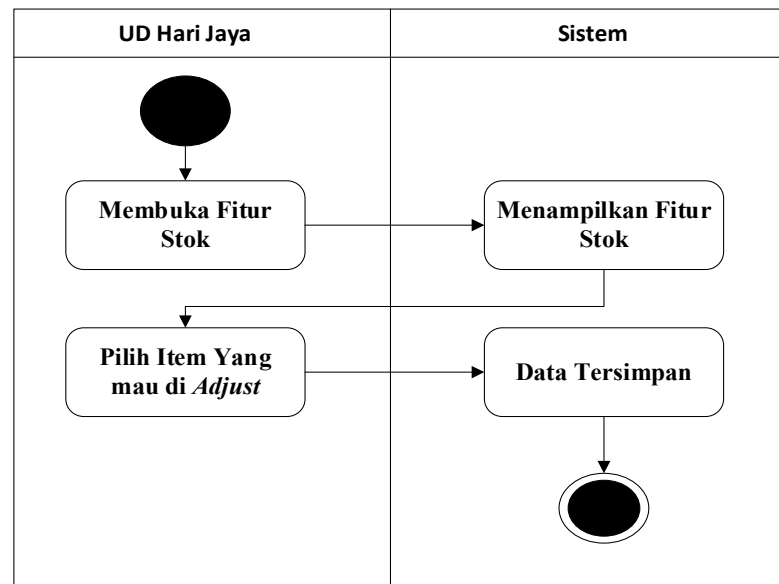 UD Hari Jaya
Sistem
Membuka Fitur
Stok
Menampilkan Fitur
Stok
Pilih Item Yang
mau di Adjust
Data Tersimpan